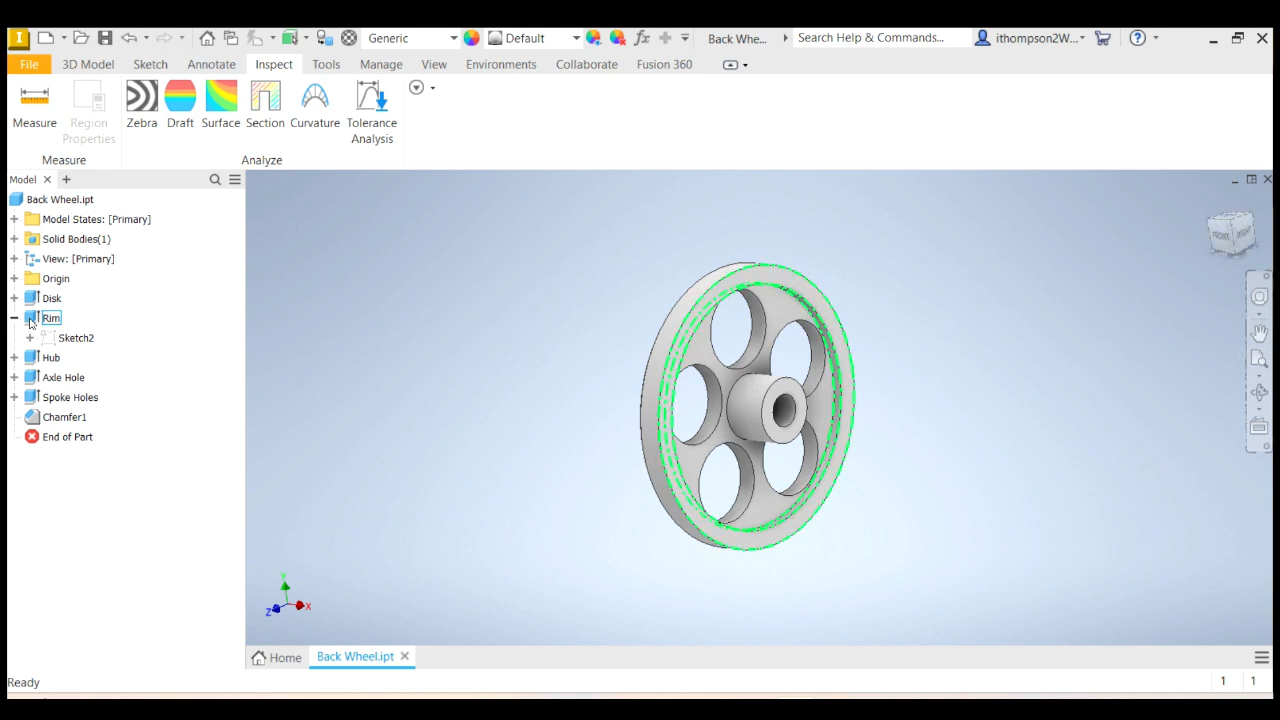 Generic
Default
Back Whe...
Search Help & Commands...
ithompson2W...
File
3D Model
Sketch
Annotate
Inspect
Tools
Manage
View
Environments
Collaborate
Fusion 360
Measure
Region
Properties
Zebra
Draft
Surface
Section
Curvature
Tolerance
Analysis
Measure
Analyze
Model
Back Wheel.ipt
Model States: [Primary]
Solid Bodies(1)
View: [Primary]
Origin
Disk
Rim
Sketch2
Hub
Axle Hole
Spoke Holes
Chamfer1
End of Part
FRONT
RIGHT
Y
Z
X
Home
Back Wheel.ipt
Ready
1 1